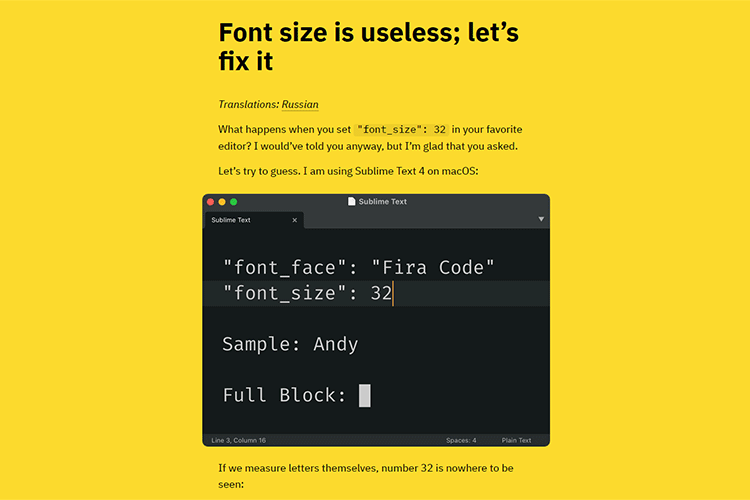 Font size is useless; let’s
fix it
Translations: Russian
What happens when you set "font_size": 32 in your favorite
editor? I would’ve told you anyway, but I’m glad that you asked.
Let’s try to guess. I am using Sublime Text 4 on macOS:
Sublime Text
Sublime Text
"font_face": "Fira Code"
"font_size": 32
Sample: Andy
Full Block:
Line 3, Column 16 Spaces: 4 Plain Text
If we measure letters themselves, number 32 is nowhere to be
seen: